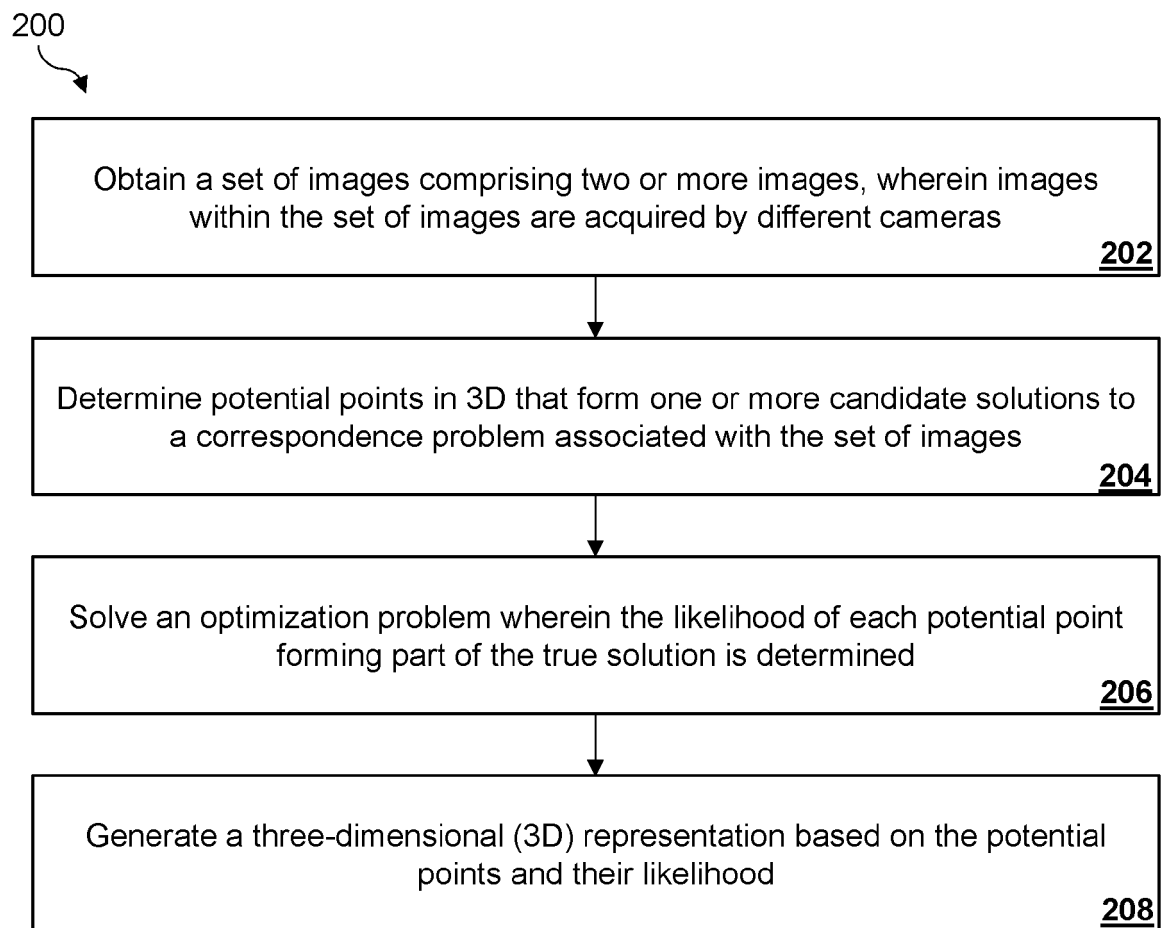 200
Obtain a set of images comprising two or more images, wherein images
within the set of images are acquired by different cameras
202
Determine potential points in 3D that form one or more candidate solutions to
a correspondence problem associated with the set of images
204
Solve an optimization problem wherein the likelihood of each potential point
forming part of the true solution is determined
206
Generate a three-dimensional (3D) representation based on the potential
points and their likelihood
208